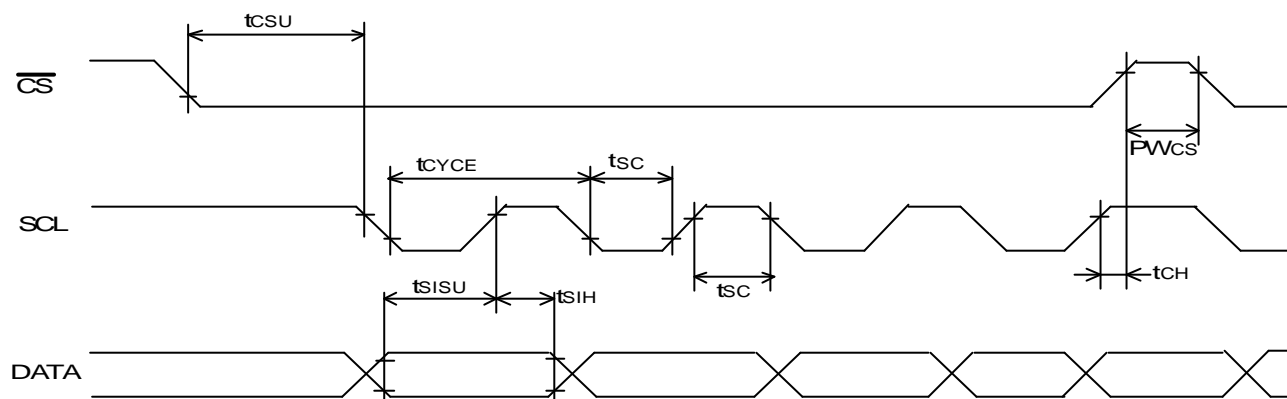 tCSU
CS
PWCS
tCYCE
tSC
SCL
tCH
tSC
tSISU
tSIH
DATA